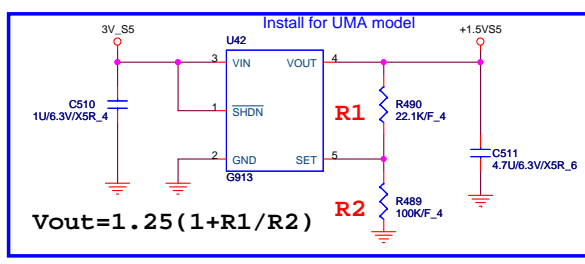 Install for UMA model
3V_S5
+1.5VS5
U42
3
VIN
VOUT
4
C510
1U/6.3V/X5R_4
1
SHDN
R1
R490
22.1K/F_4
2
GND
SET
5
C511
4.7U/6.3V/X5R_6
G913
R2
R489
100K/F_4
Vout=1.25(1+R1/R2)